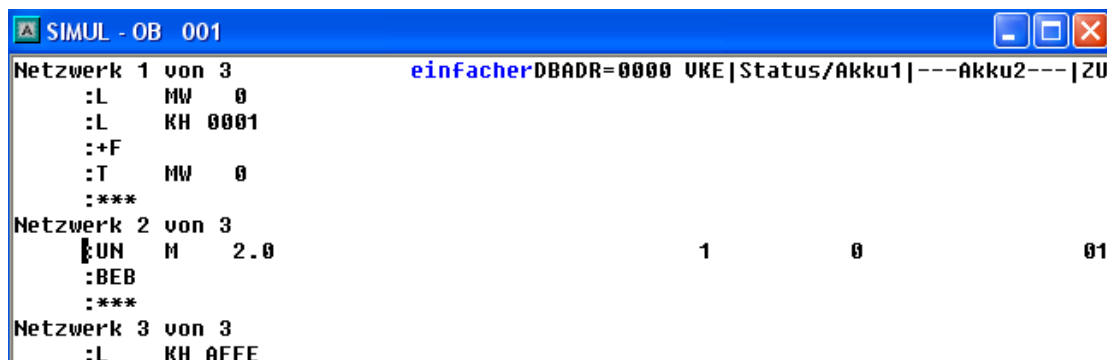 SIMUL - OB 001
Netzwerk 1 von 3 einfacherDBADR=0000 VKE|Status/Akku1|---Akku2---|ZU
:L MW 0
:L KH 0001
:+F
:T MW 0
:***
Netzwerk 2 von 3
:UN M 2.0 1 0 01
:BEB
:***
Netzwerk 3 von 3
:L KH AFFE